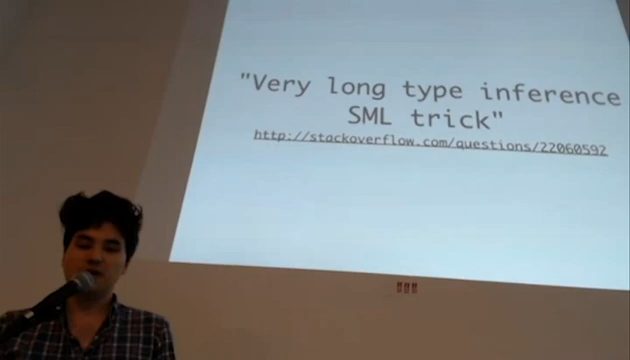 "Very long type inference
SML trick"
http://stackoverflow.com/questions/22060592